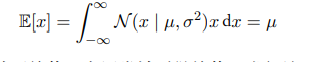 𝔼[x] = ∫_{-∞}^{∞} 𝒩(x | μ, σ²)x dx = μ